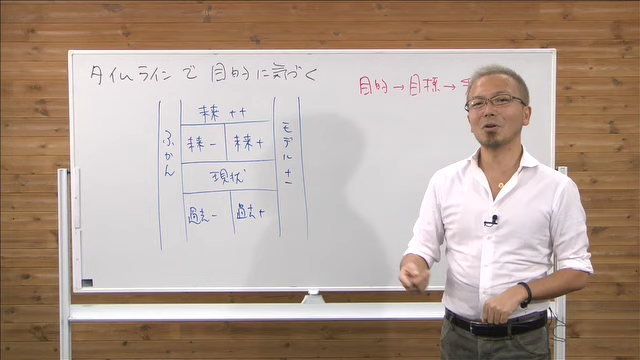 タイムラインで目的に気づく
目的→目標→
未来++
未来- 未来+
現状
過去- 過去+
ふかん
モデル+-